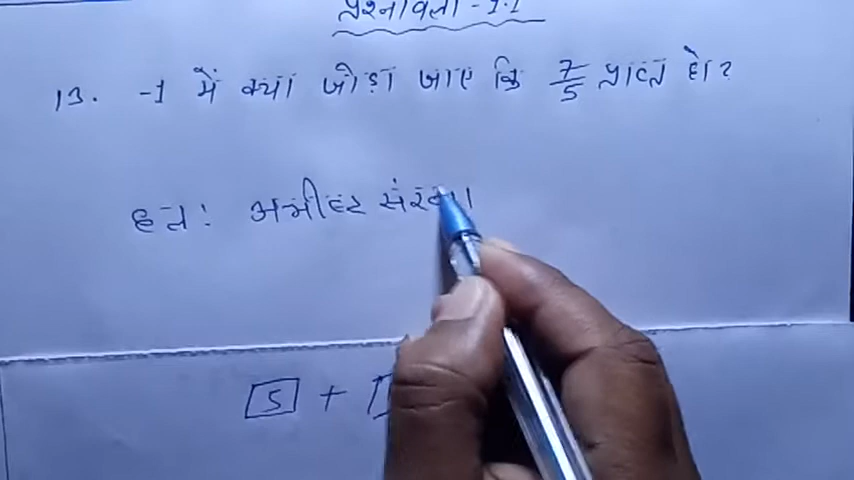 प्रश्नावली - 1.1
13. -1 में क्या जोड़ा जाए कि 7/5 प्राप्त हो?
हल: अभीष्ट संख्या
5 +